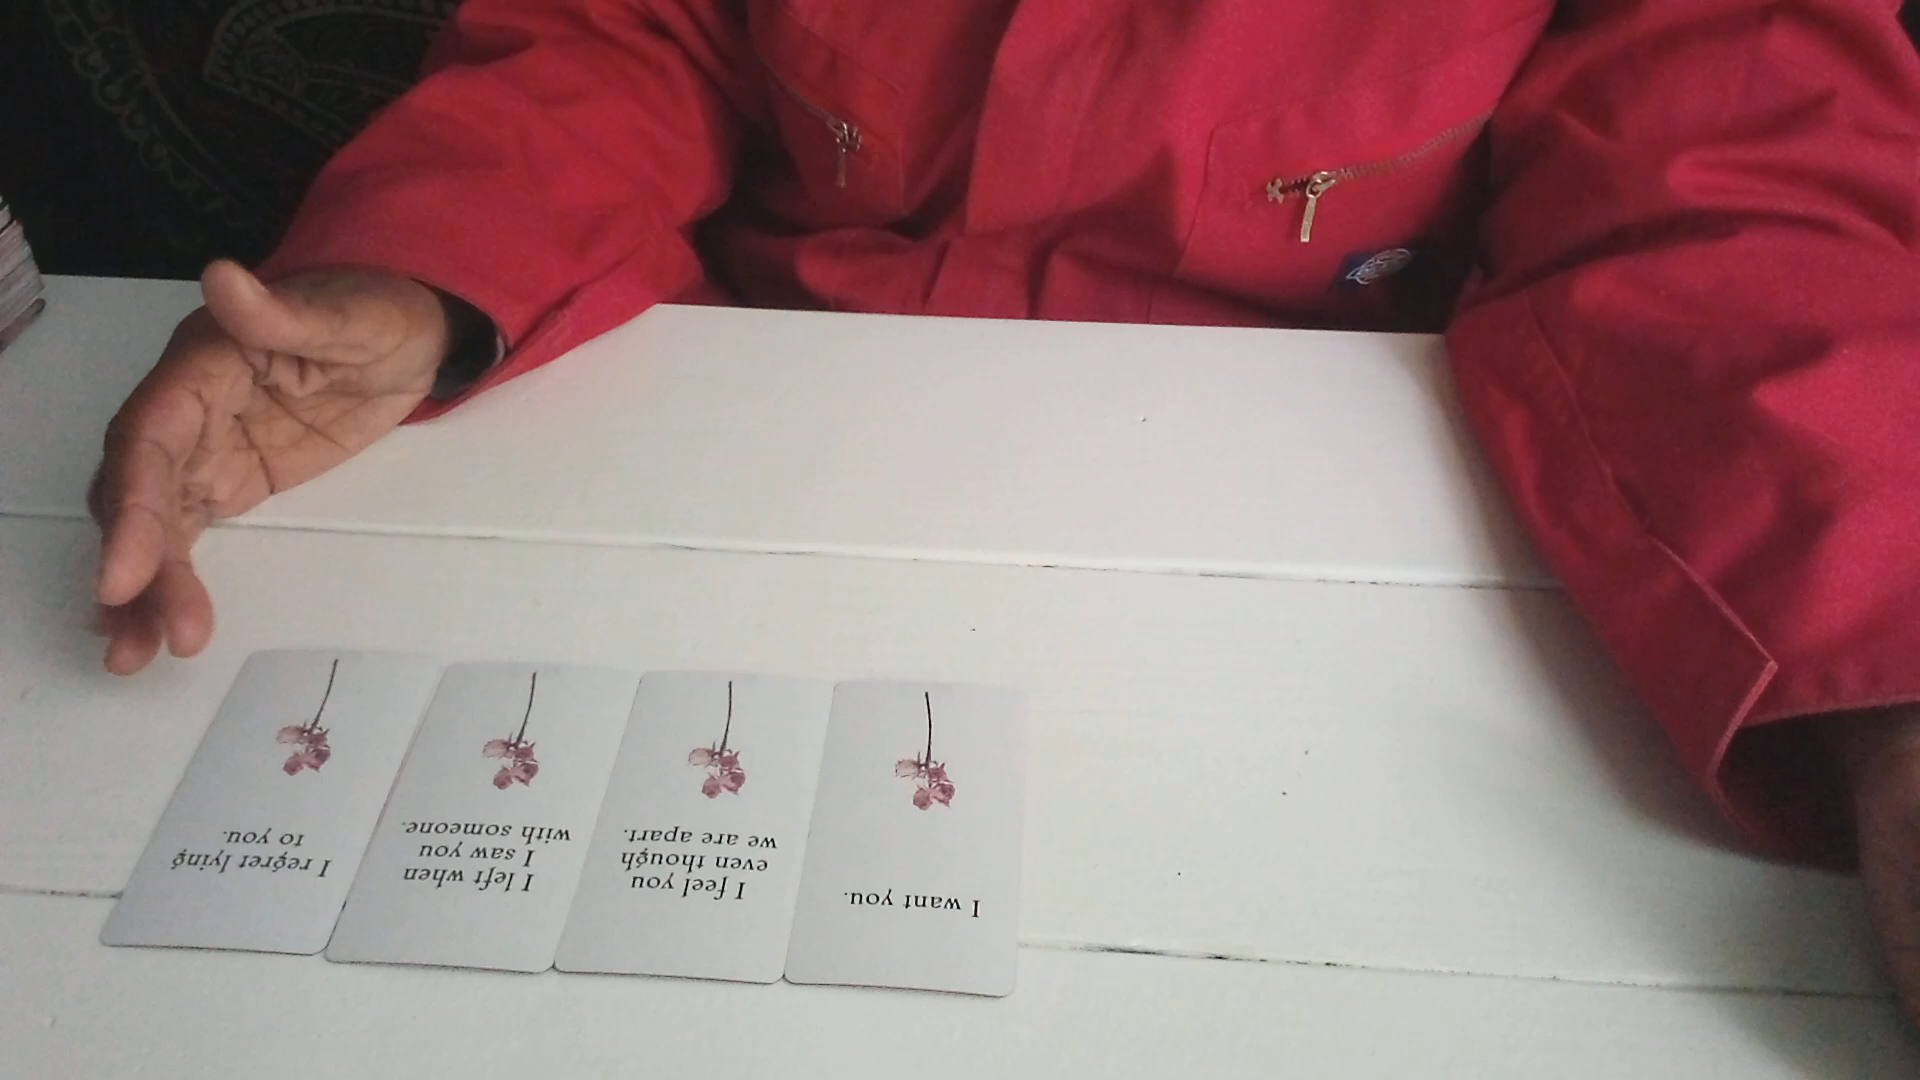 I want you.
I feel you
even though
we are apart.
I left when
I saw you
with someone.
I regret lying
to you.